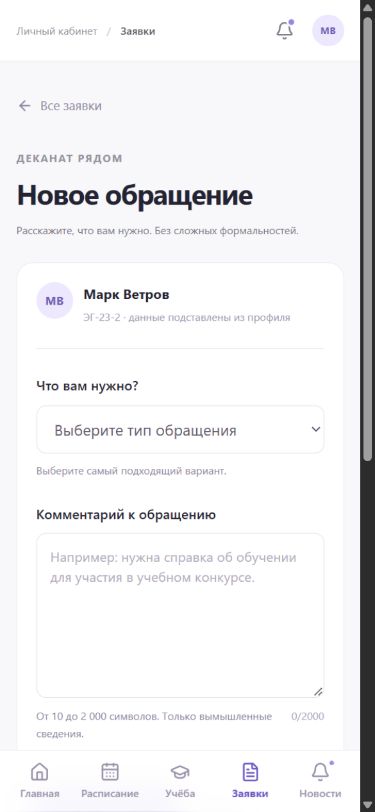 Личный кабинет / Заявки
МВ
Все заявки
ДЕКАНАТ РЯДОМ
Новое обращение
Расскажите, что вам нужно. Без сложных формальностей.
МВ
Марк Ветров
ЭГ-23-2 · данные подставлены из профиля
Что вам нужно?
Выберите тип обращения
Выберите самый подходящий вариант.
Комментарий к обращению
Например: нужна справка об обучении
для участия в учебном конкурсе.
От 10 до 2 000 символов. Только вымышленные
сведения.
0/2000
Главная
Расписание
Учёба
Заявки
Новости